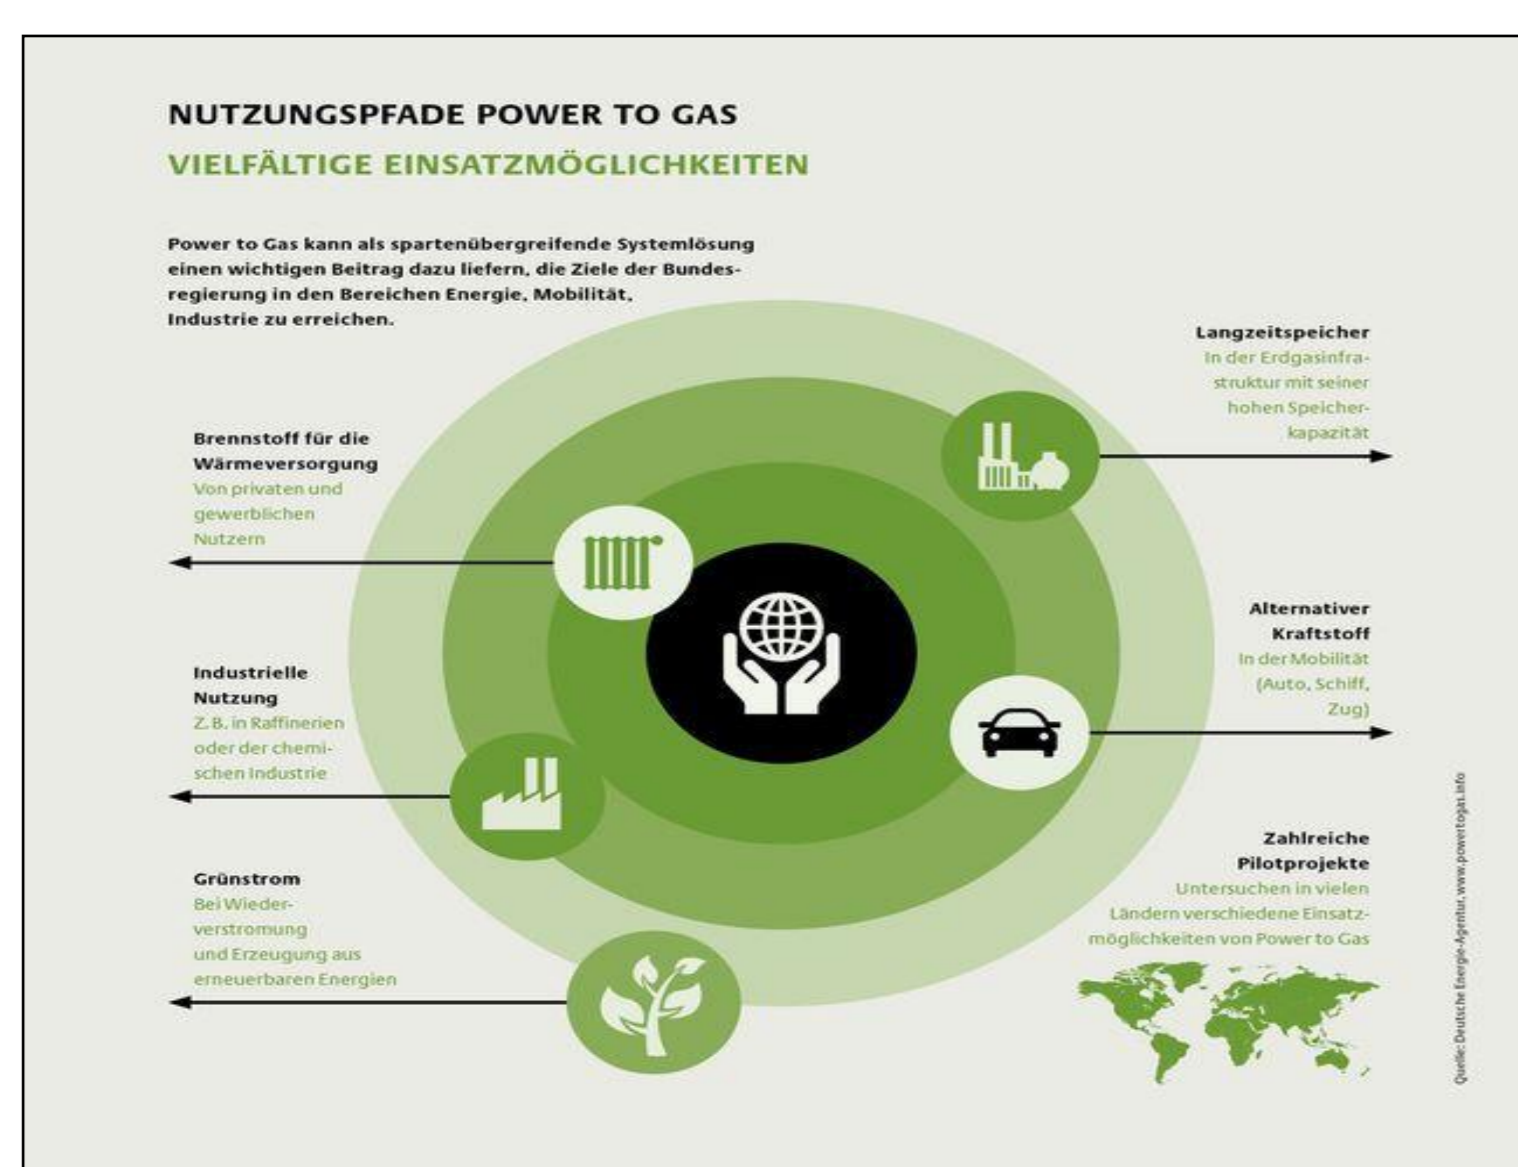 NUTZUNGSPFADE POWER TO GAS
VIELFÄLTIGE EINSATZMÖGLICHKEITEN
Power to Gas kann als spartenübergreifende Systemlösung
einen wichtigen Beitrag dazu liefern, die Ziele der Bundes-
regierung in den Bereichen Energie, Mobilität,
Industrie zu erreichen.
Brennstoff für die
Wärmeversorgung
Von privaten und
gewerblichen
Nutzern
Industrielle
Nutzung
Z. B. in Raffinerien
oder der chemi-
schen Industrie
Grünstrom
Bei Wieder-
verstromung
und Erzeugung aus
erneuerbaren Energien
Langzeitspeicher
In der Erdgasinfra-
struktur mit seiner
hohen Speicher-
kapazität
Alternativer
Kraftstoff
In der Mobilität
(Auto, Schiff,
Zug)
Zahlreiche
Pilotprojekte
Untersuchen in vielen
Ländern verschiedene Einsatz-
möglichkeiten von Power to Gas
Quelle: Deutsche Energie-Agentur, www.powertogas.info